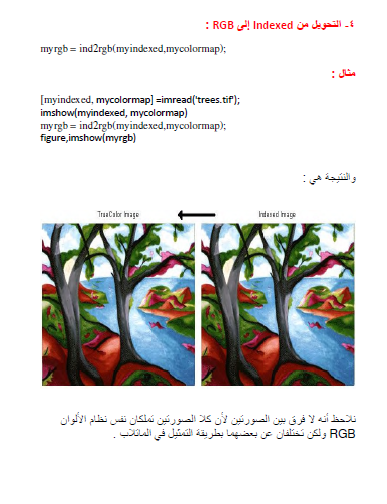 ٤- التحويل من Indexed إلى RGB :
myrgb = ind2rgb(myindexed,mycolormap);
مثال :
[myindexed, mycolormap] =imread('trees.tif');
imshow(myindexed, mycolormap)
myrgb = ind2rgb(myindexed,mycolormap);
figure,imshow(myrgb)
والنتيجة هي :
TrueColor Image
Indexed Image
نلاحظ أنه لا فرق بين الصورتين لأن كلا الصورتين تملكان نفس نظام الألوان
RGB ولكن تختلفان عن بعضهما بطريقة التمثيل في الماتلاب .